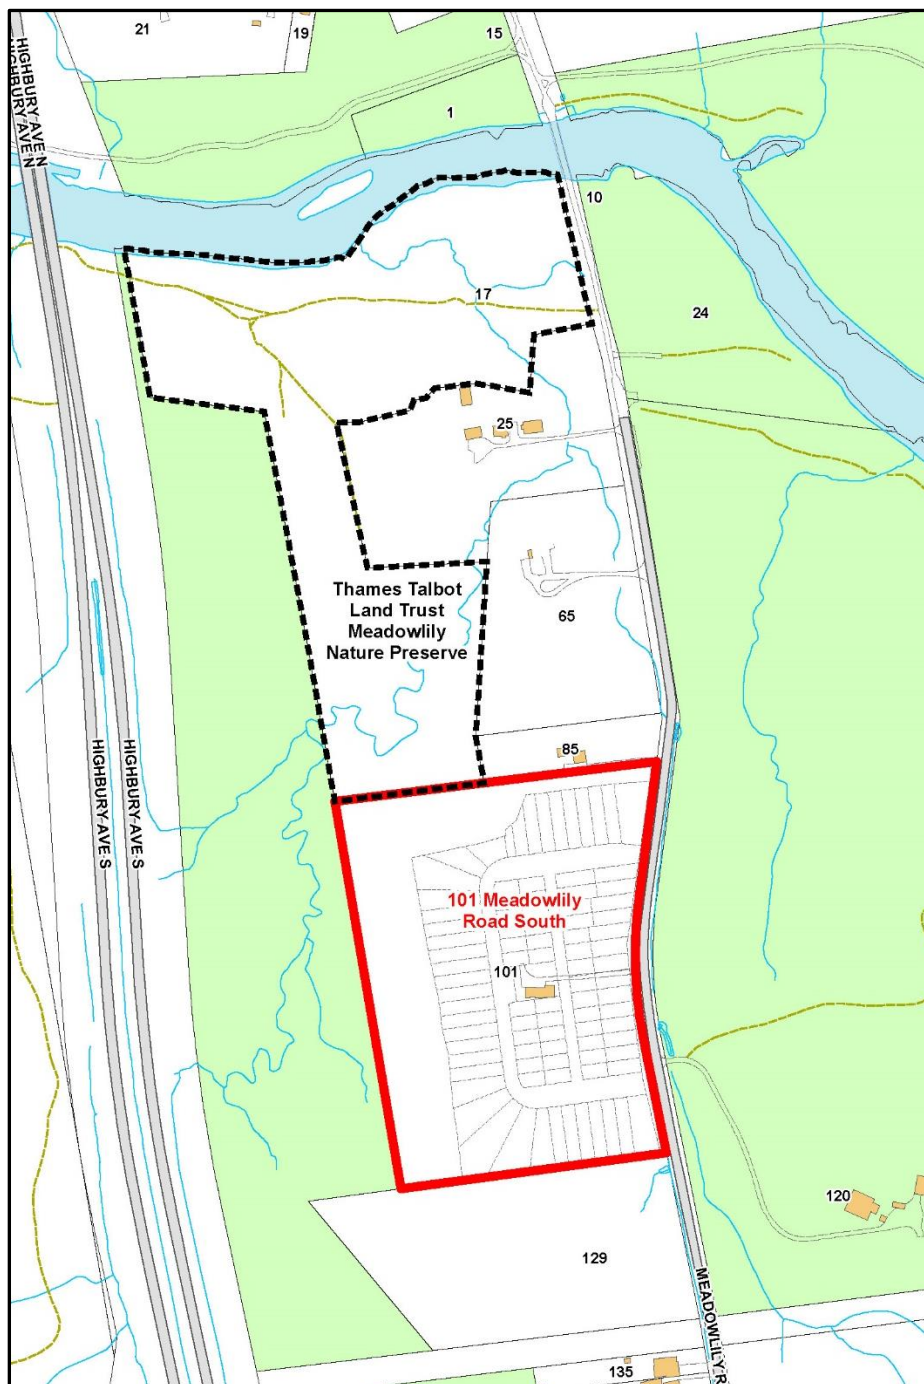 21
19
15
HIGHBURY AVE N
HIGHBURY AVE N
1
10
17
24
25
Thames Talbot
Land Trust
Meadowlily
Nature Preserve
65
HIGHBURY AVE S
HIGHBURY AVE S
85
101 Meadowlily
Road South
101
120
129
MEADOWLILY R
135